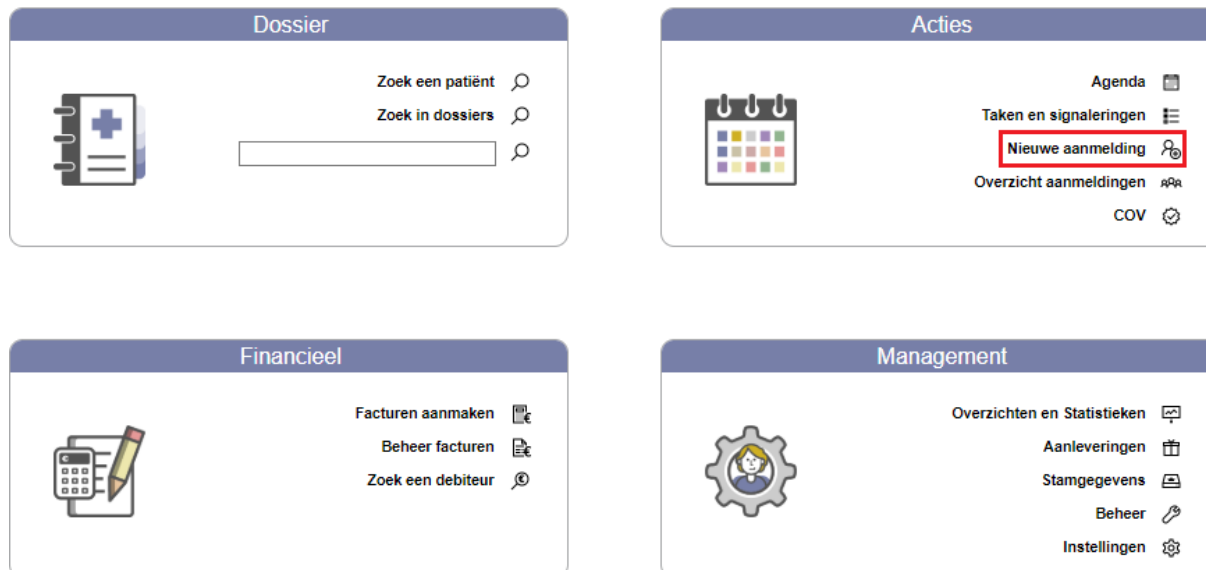 Dossier
Zoek een patiënt
Zoek in dossiers
Acties
Agenda
Taken en signaleringen
Nieuwe aanmelding
Overzicht aanmeldingen
COV
Financieel
Facturen aanmaken
Beheer facturen
Zoek een debiteur
Management
Overzichten en Statistieken
Aanleveringen
Stamgegevens
Beheer
Instellingen